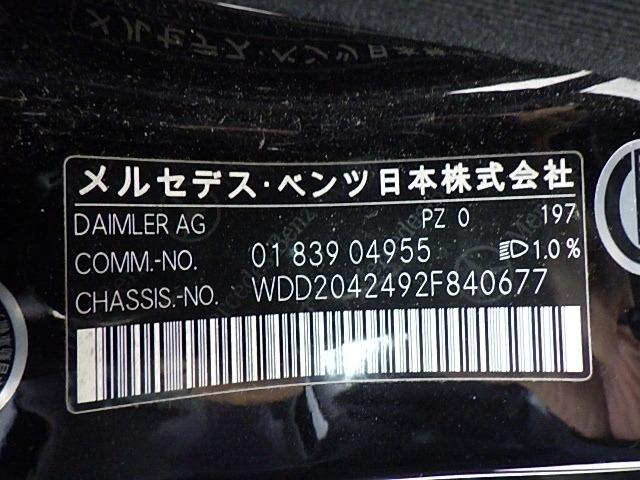 メルセデス・ベンツ日本株式会社
DAIMLER AG PZ 0 197
COMM.-NO. 01 839 04955 1.0%
CHASSIS.-NO. WDD2042492F840677